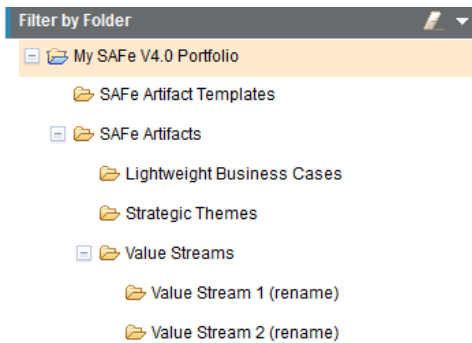 Filter by Folder
My SAFe V4.0 Portfolio
SAFe Artifact Templates
SAFe Artifacts
Lightweight Business Cases
Strategic Themes
Value Streams
Value Stream 1 (rename)
Value Stream 2 (rename)